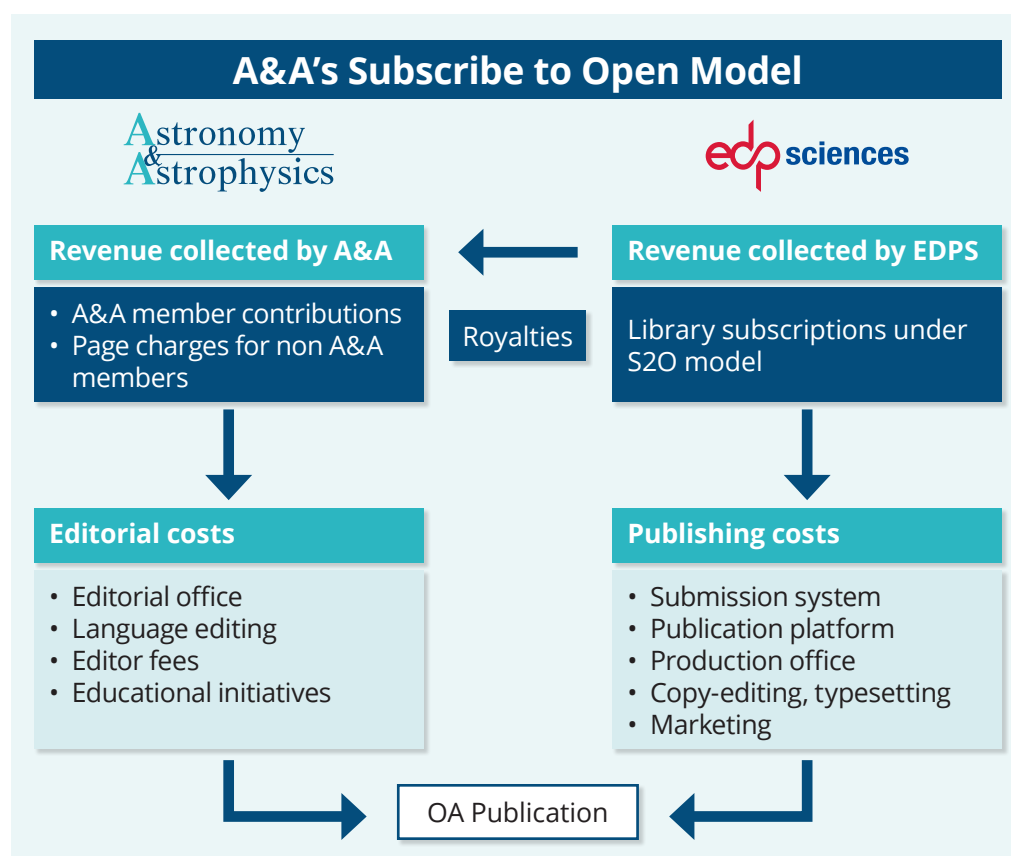 A&A's Subscribe to Open Model
Astronomy
&
Astrophysics
edp sciences
Revenue collected by A&A
• A&A member contributions
• Page charges for non A&A
members
Royalties
Revenue collected by EDPS
Library subscriptions under
S2O model
Editorial costs
• Editorial office
• Language editing
• Editor fees
• Educational initiatives
Publishing costs
• Submission system
• Publication platform
• Production office
• Copy-editing, typesetting
• Marketing
OA Publication